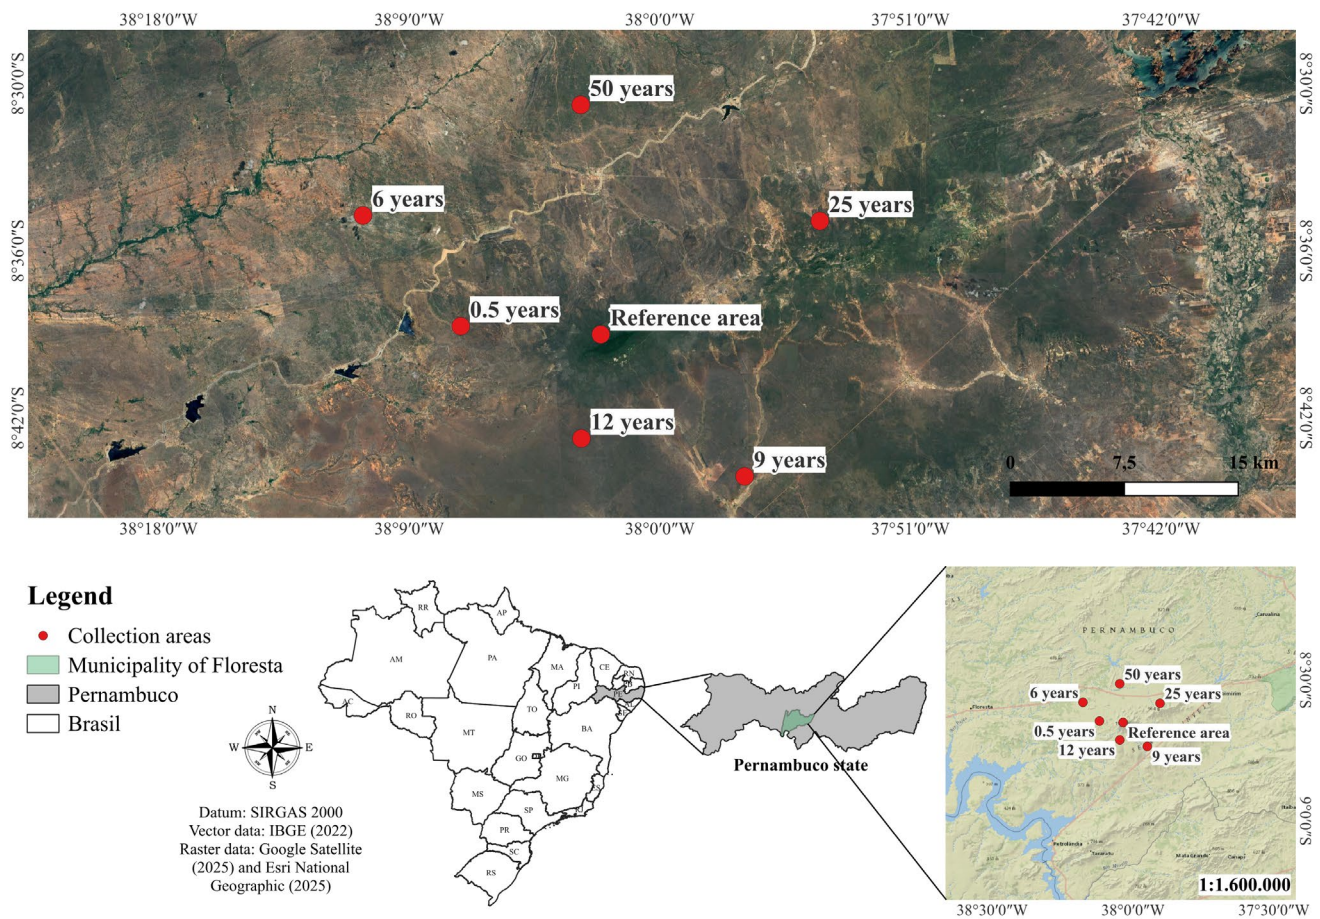 38°18′0″W 38°9′0″W 38°0′0″W 37°51′0″W 37°42′0″W
8°30′0″S
8°36′0″S
8°42′0″S
8°30′0″S
8°36′0″S
8°42′0″S
50 years
6 years
25 years
0.5 years
Reference area
12 years
9 years
0 7,5 15 km
38°18′0″W 38°9′0″W 38°0′0″W 37°51′0″W 37°42′0″W
Legend
Collection areas
Municipality of Floresta
Pernambuco
Brasil
N
W E
S
Datum: SIRGAS 2000
Vector data: IBGE (2022)
Raster data: Google Satellite
(2025) and Esri National
Geographic (2025)
RR
AP
AM
PA
MA
CE
RN
PI
AC
RO
TO
BA
MT
GO
MG
ES
MS
SP
RJ
PR
SC
RS
Pernambuco state
PERNAMBUCO
50 years
6 years
25 years
Floresta
0.5 years
Reference area
12 years
9 years
Petrolândia
Mata Grande
1:1.600.000
8°30′0″S
9°0′0″S
38°30′0″W 38°0′0″W 37°30′0″W